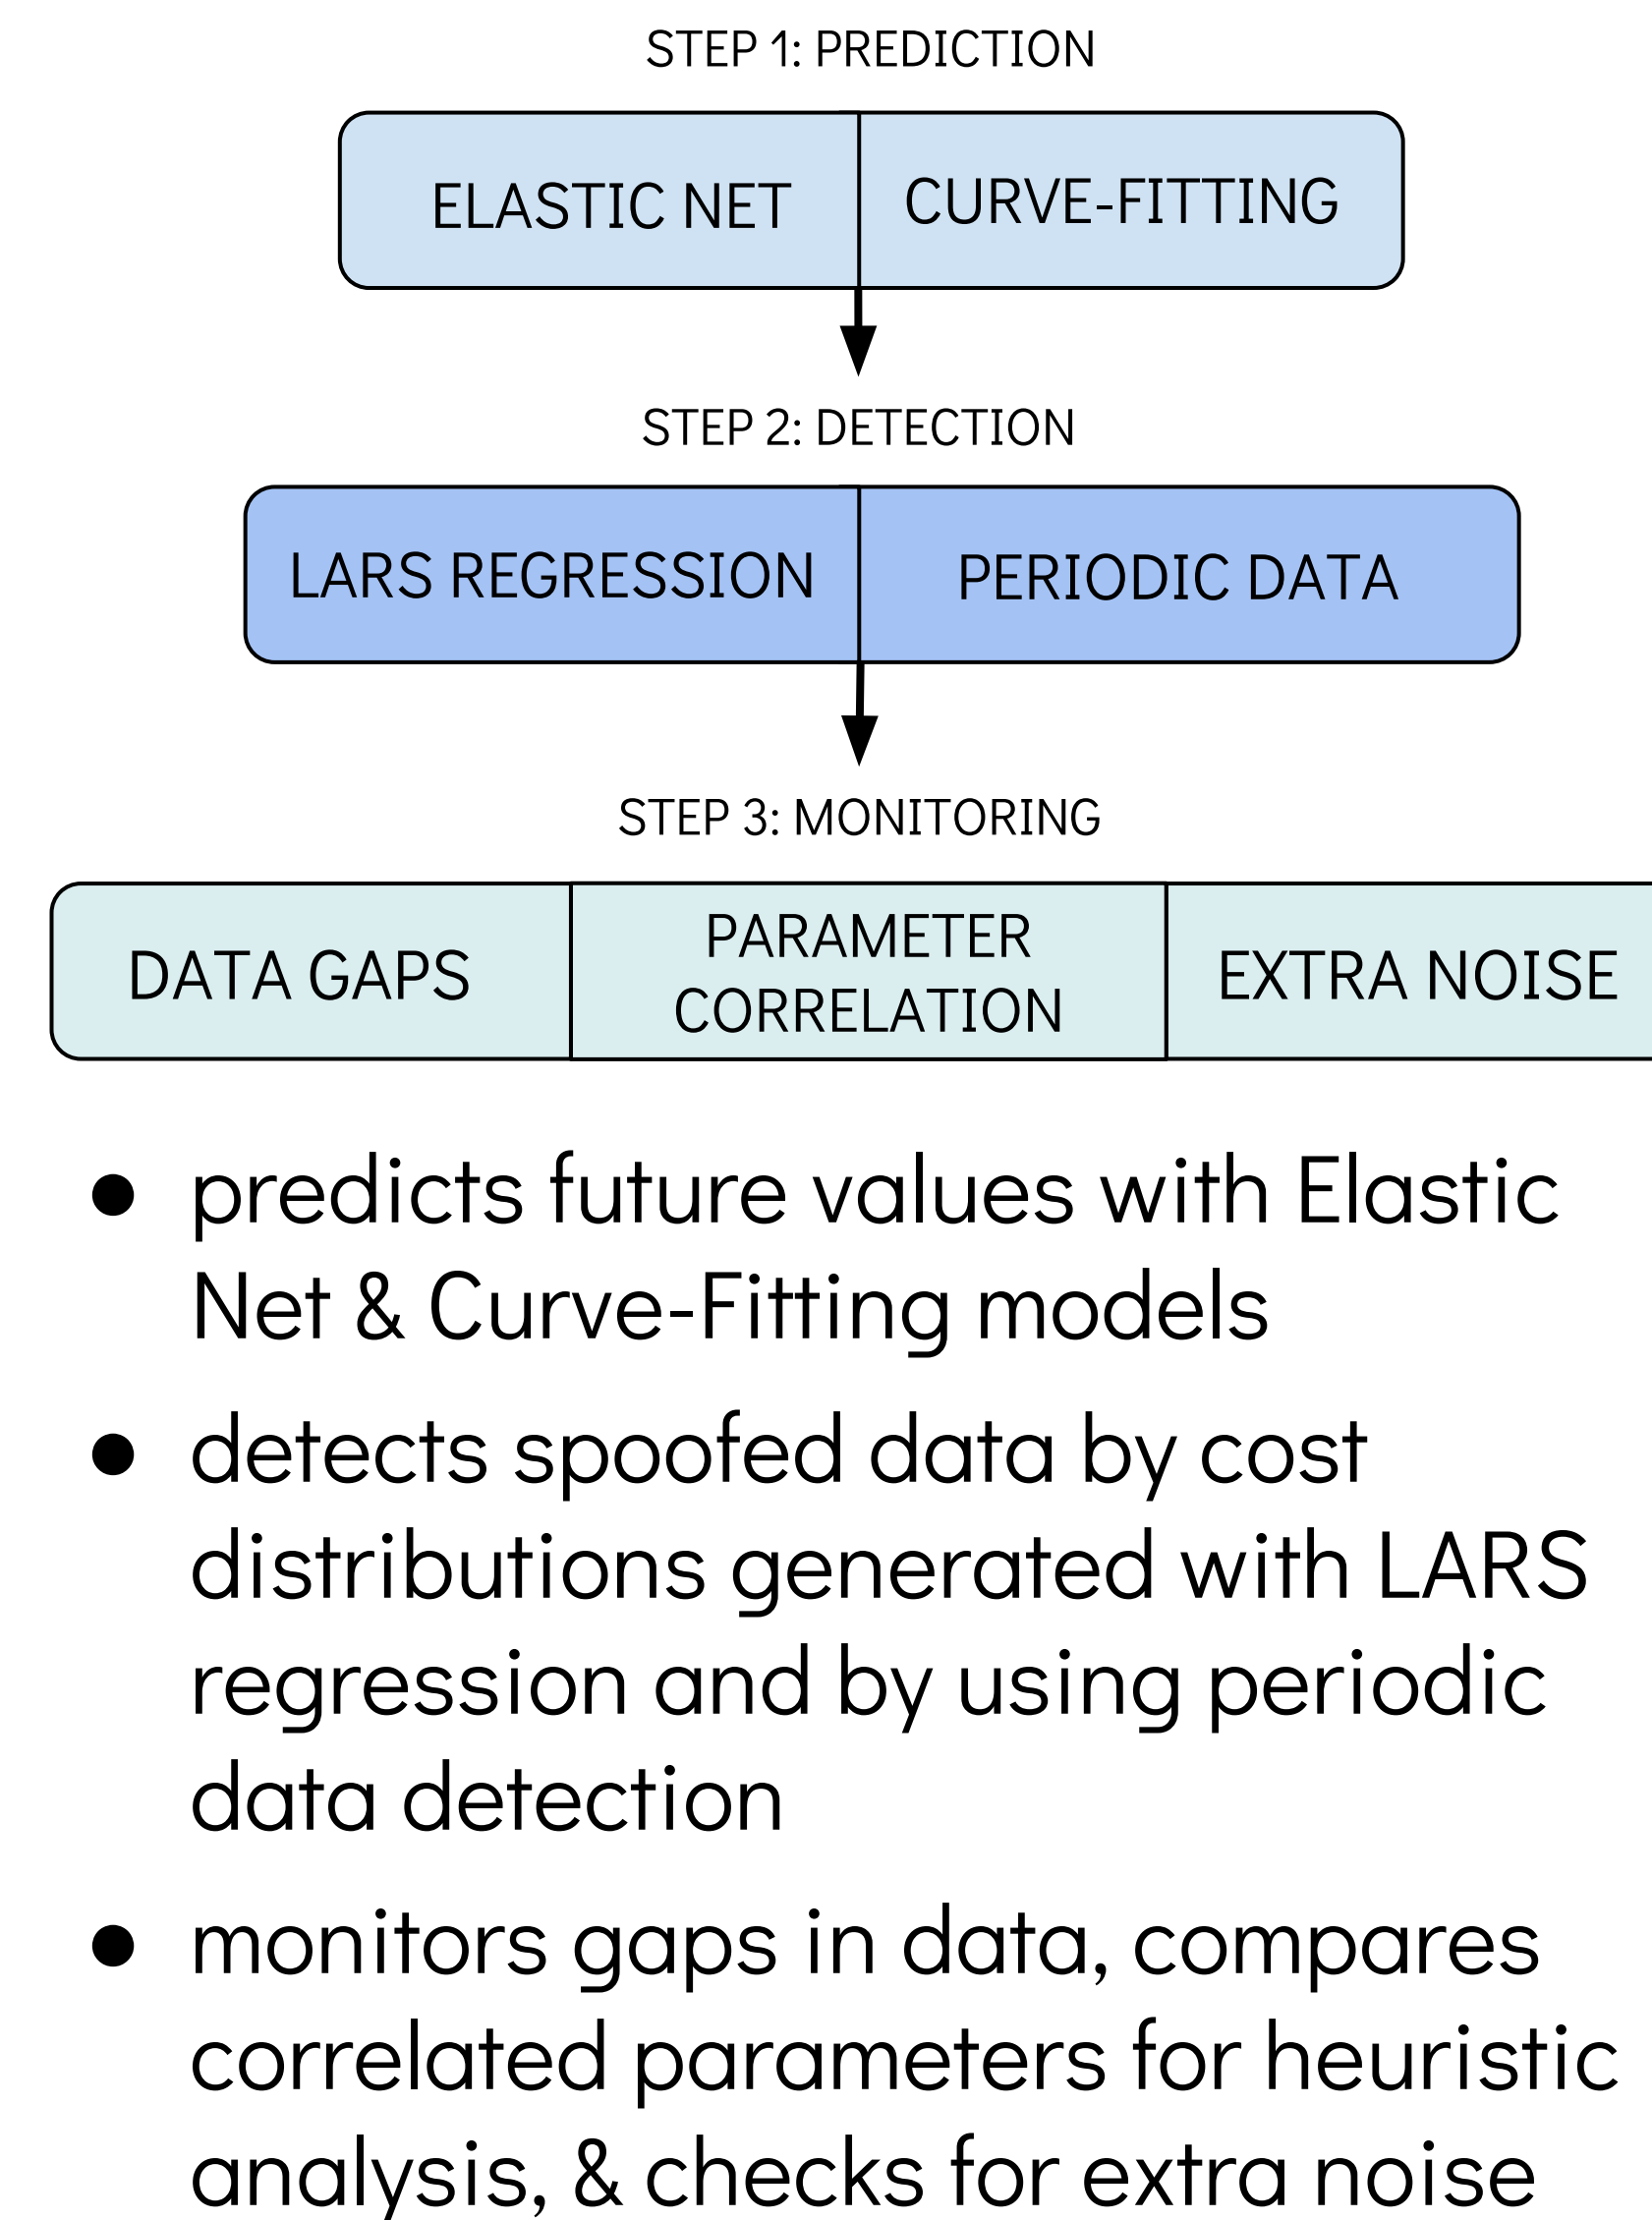 STEP 1: PREDICTION
ELASTIC NET
CURVE-FITTING
STEP 2: DETECTION
LARS REGRESSION
PERIODIC DATA
STEP 3: MONITORING
DATA GAPS
PARAMETER
CORRELATION
EXTRA NOISE
● predicts future values with Elastic
Net & Curve-Fitting models
● detects spoofed data by cost
distributions generated with LARS
regression and by using periodic
data detection
● monitors gaps in data, compares
correlated parameters for heuristic
analysis, & checks for extra noise